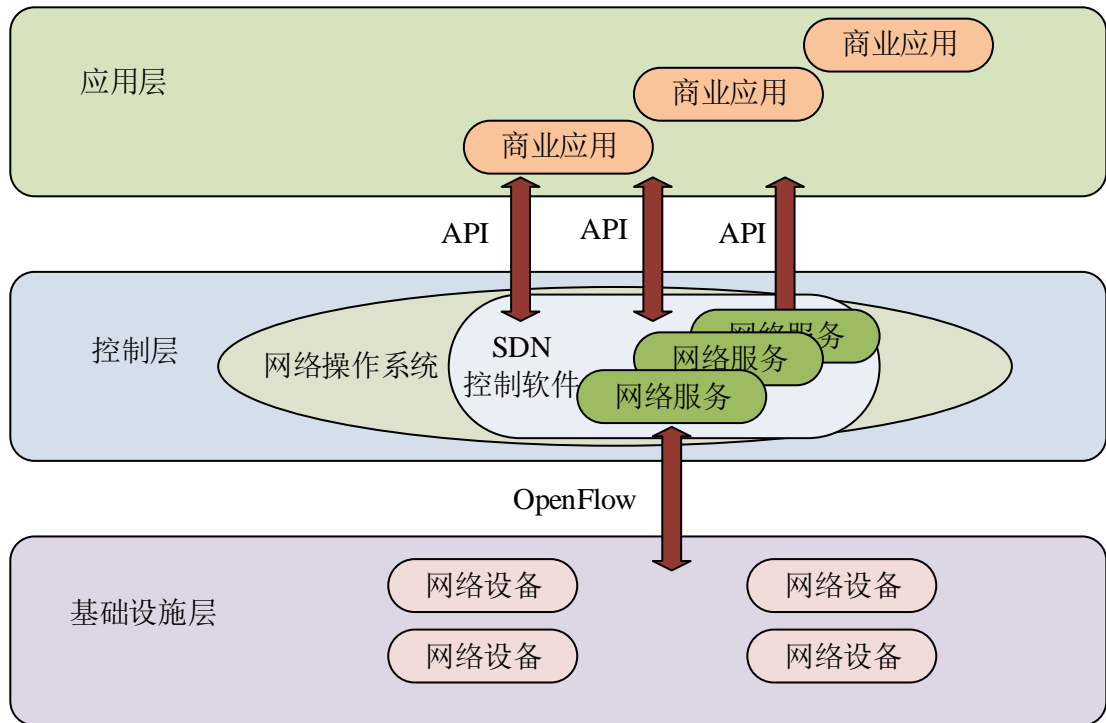 商业应用
应用层
商业应用
商业应用
API
API
API
控制层
网络操作系统
SDN
控制软件
网络服务
网络服务
网络服务
OpenFlow
基础设施层
网络设备
网络设备
网络设备
网络设备